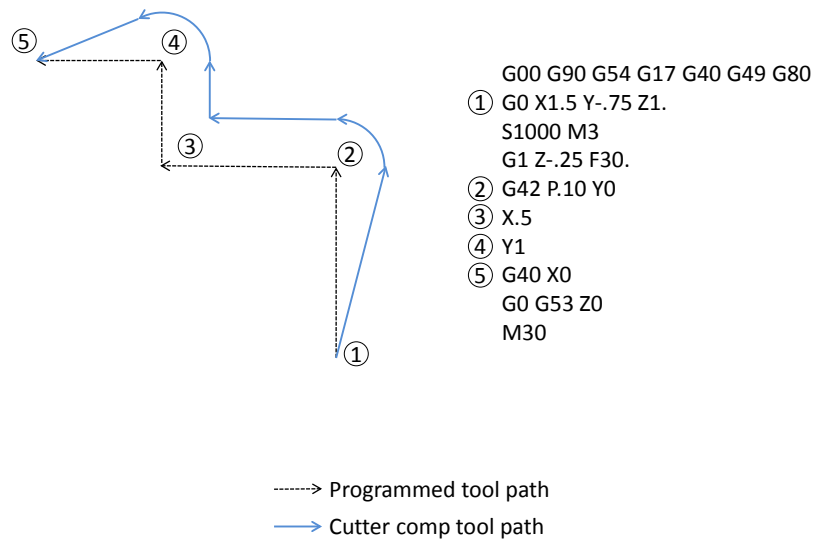 ⑤
④
③
②
①
G00 G90 G54 G17 G40 G49 G80
① G0 X1.5 Y-.75 Z1.
S1000 M3
G1 Z-.25 F30.
② G42 P.10 Y0
③ X.5
④ Y1
⑤ G40 X0
G0 G53 Z0
M30
Programmed tool path
Cutter comp tool path